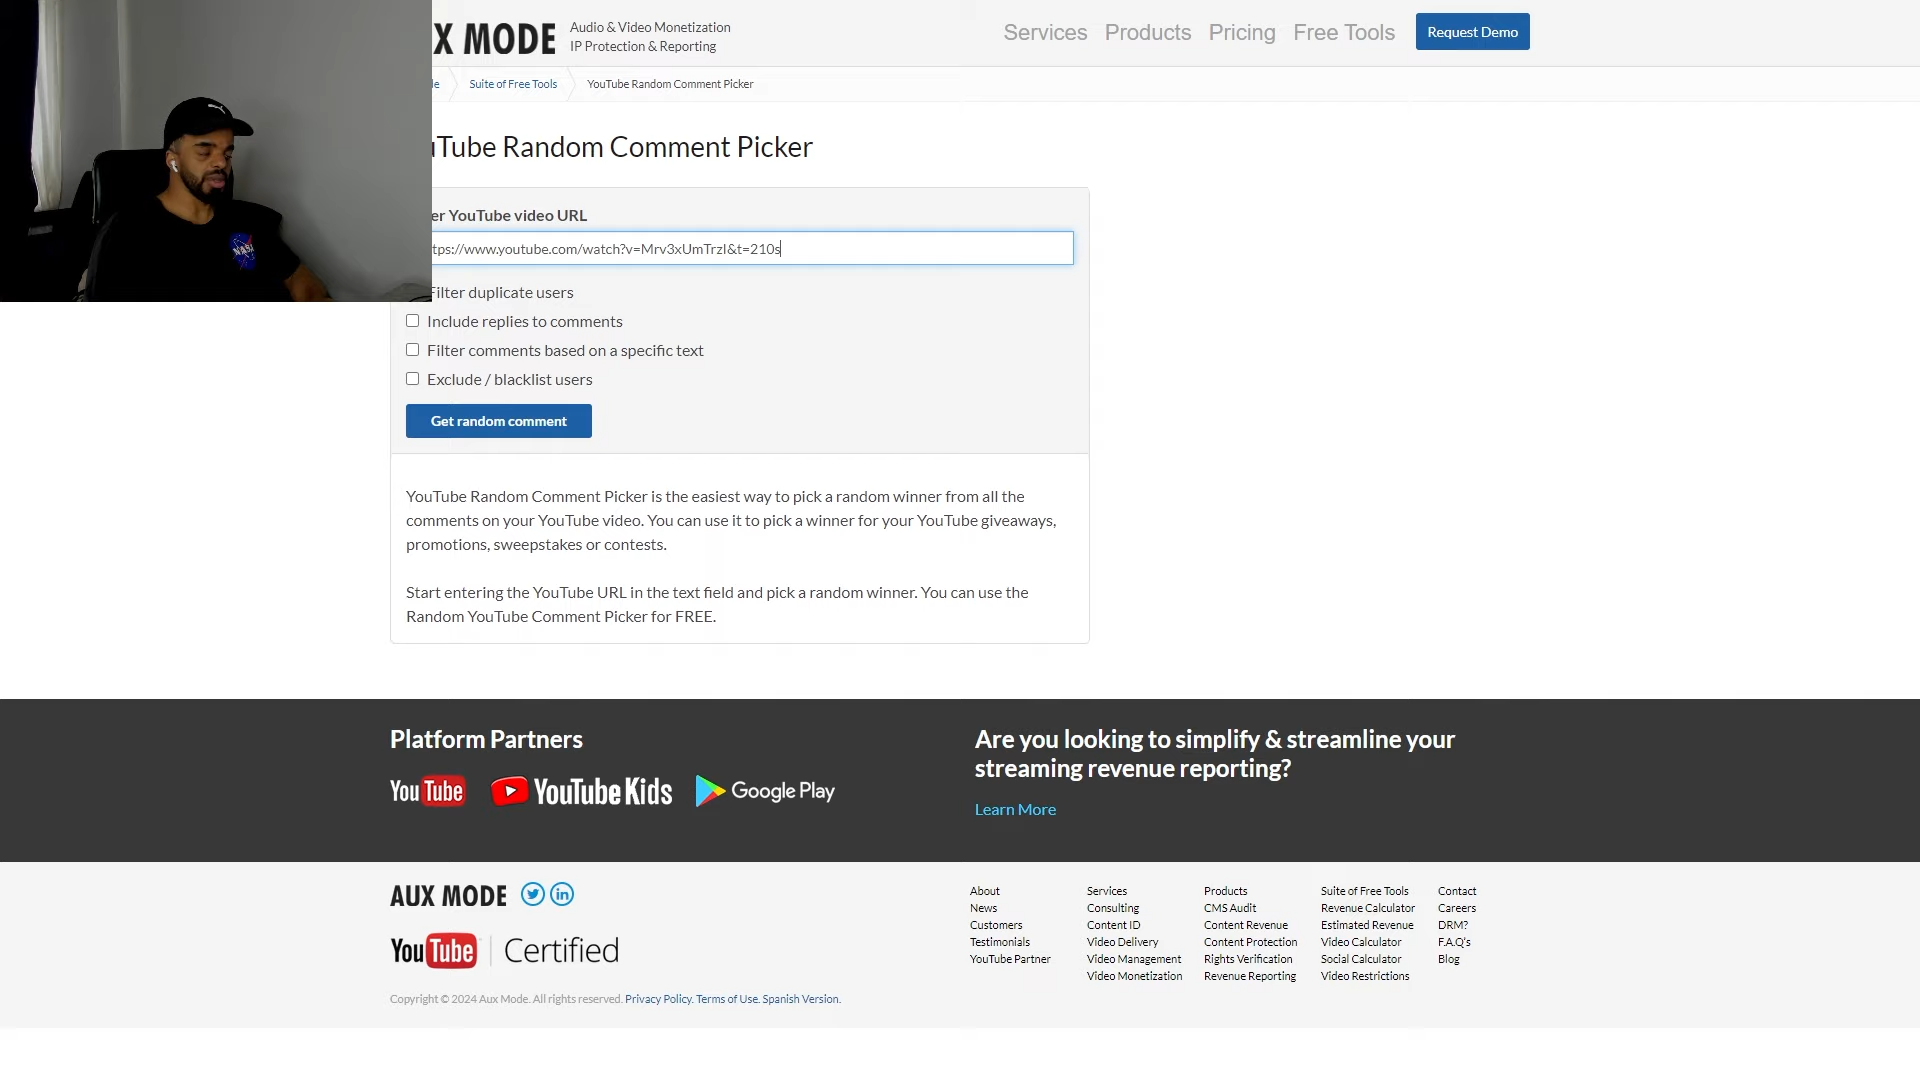 X MODE
Audio & Video Monetization
IP Protection & Reporting
Services Products Pricing Free Tools Request Demo
Suite of Free Tools YouTube Random Comment Picker
uTube Random Comment Picker
er YouTube video URL
tps://www.youtube.com/watch?v=Mrv3xUmTrzI&t=210s
Filter duplicate users
Include replies to comments
Filter comments based on a specific text
Exclude / blacklist users
Get random comment
YouTube Random Comment Picker is the easiest way to pick a random winner from all the
comments on your YouTube video. You can use it to pick a winner for your YouTube giveaways,
promotions, sweepstakes or contests.
Start entering the YouTube URL in the text field and pick a random winner. You can use the
Random YouTube Comment Picker for FREE.
NASA
Platform Partners
YouTube YouTube Kids Google Play
Are you looking to simplify & streamline your
streaming revenue reporting?
Learn More
AUX MODE
YouTube Certified
Copyright © 2024 Aux Mode. All rights reserved. Privacy Policy. Terms of Use. Spanish Version.
About
News
Customers
Testimonials
YouTube Partner
Services
Consulting
Content ID
Video Delivery
Video Management
Video Monetization
Products
CMS Audit
Content Revenue
Content Protection
Rights Verification
Revenue Reporting
Suite of Free Tools
Revenue Calculator
Estimated Revenue
Video Calculator
Social Calculator
Video Restrictions
Contact
Careers
DRM?
F.A.Q's
Blog